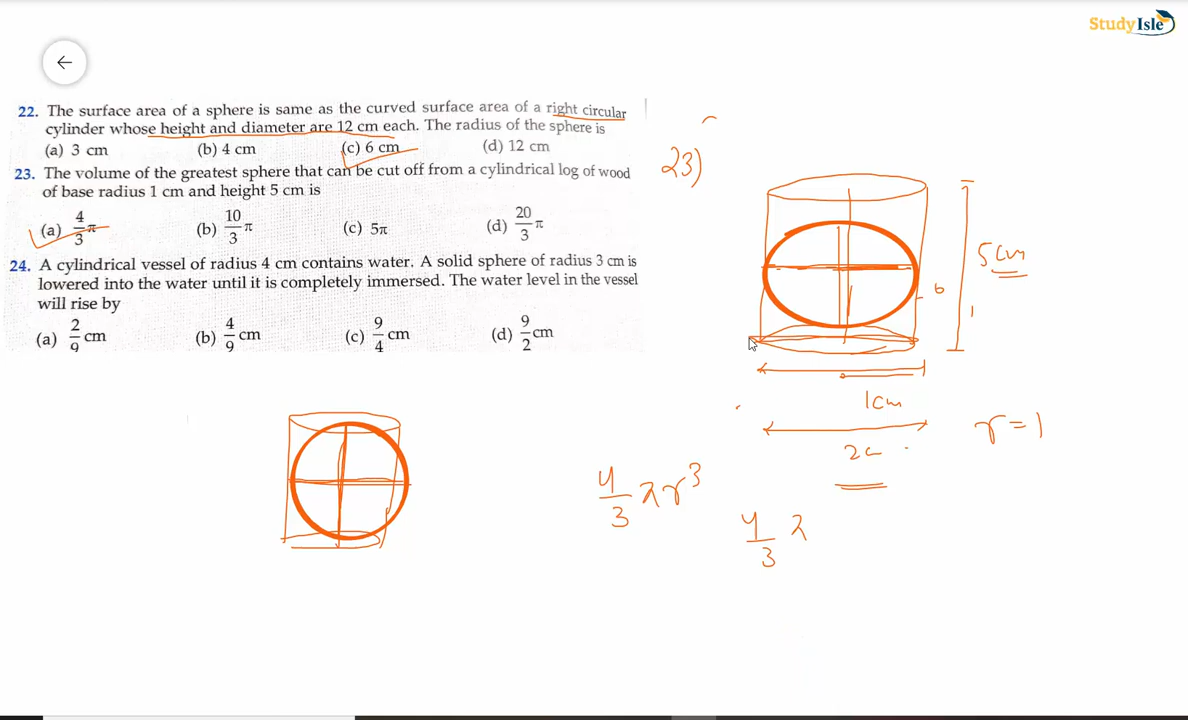 Study Isle
22. The surface area of a sphere is same as the curved surface area of a right circular
cylinder whose height and diameter are 12 cm each. The radius of the sphere is
(a) 3 cm (b) 4 cm (c) 6 cm (d) 12 cm
23. The volume of the greatest sphere that can be cut off from a cylindrical log of wood
of base radius 1 cm and height 5 cm is
(a) 4/3 π (b) 10/3 π (c) 5π (d) 20/3 π
24. A cylindrical vessel of radius 4 cm contains water. A solid sphere of radius 3 cm is
lowered into the water until it is completely immersed. The water level in the vessel
will rise by
(a) 2/9 cm (b) 4/9 cm (c) 9/4 cm (d) 9/2 cm
23)
5cm
1cm
r=1
4/3 πr³
4/3 π